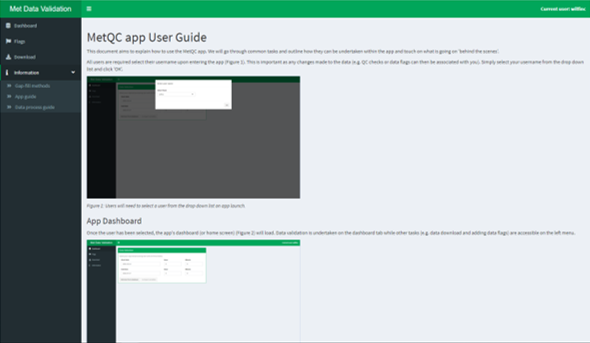 Met Data Validation
Current user: wilfinc
Dashboard
Flags
Download
Information
Gap-fill methods
App guide
Data process guide
MetQC app User Guide
This document aims to explain how to use the MetQC app. We will go through common tasks and outline how they can be undertaken within the app and touch on what is going on 'behind the scenes'.
All users are required select then username upon entering the app (Figure 1). This is important as any changes made to the data (e.g. QC checks or data flags can then be associated with you). Simply select your username from the drop down
list and click 'OK'.
Figure 1. Users will need to select a user from the drop down list on app launch.
App Dashboard
Once the user has been selected, the app's dashboard (or home screen) (Figure 2) will load. Data validation is undertaken on the dashboard tab while other tasks (e.g. data download and adding data flags) are accessible on the left menu.
Met Data Validation